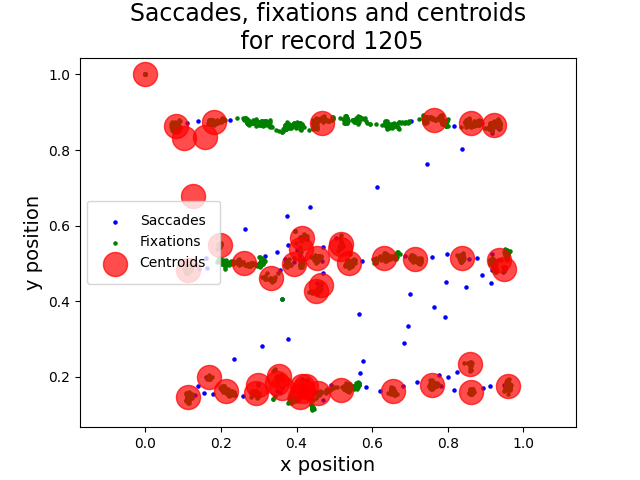 Saccades, fixations and centroids
for record 1205
y position
1.0
0.8
0.6
0.4
0.2
Saccades
Fixations
Centroids
0.0 0.2 0.4 0.6 0.8 1.0
x position